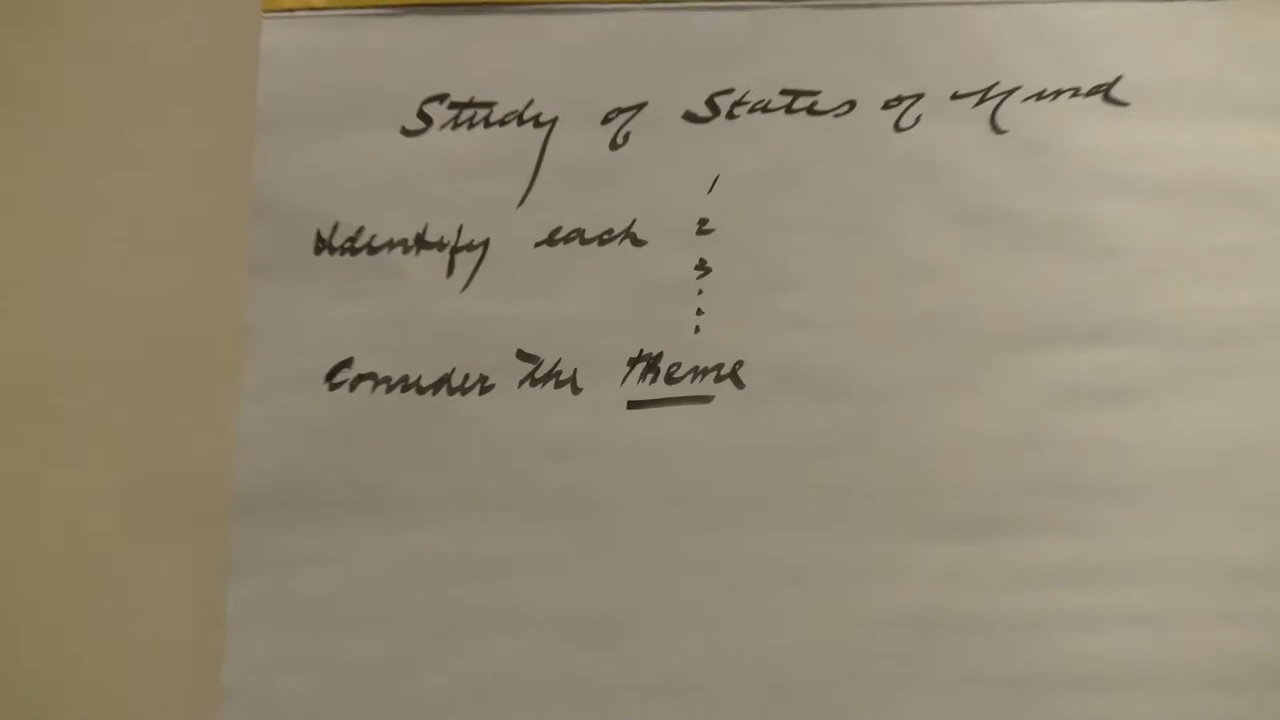 Study of States of Mind
1
Identify each 2
3
:
:
Consider the theme